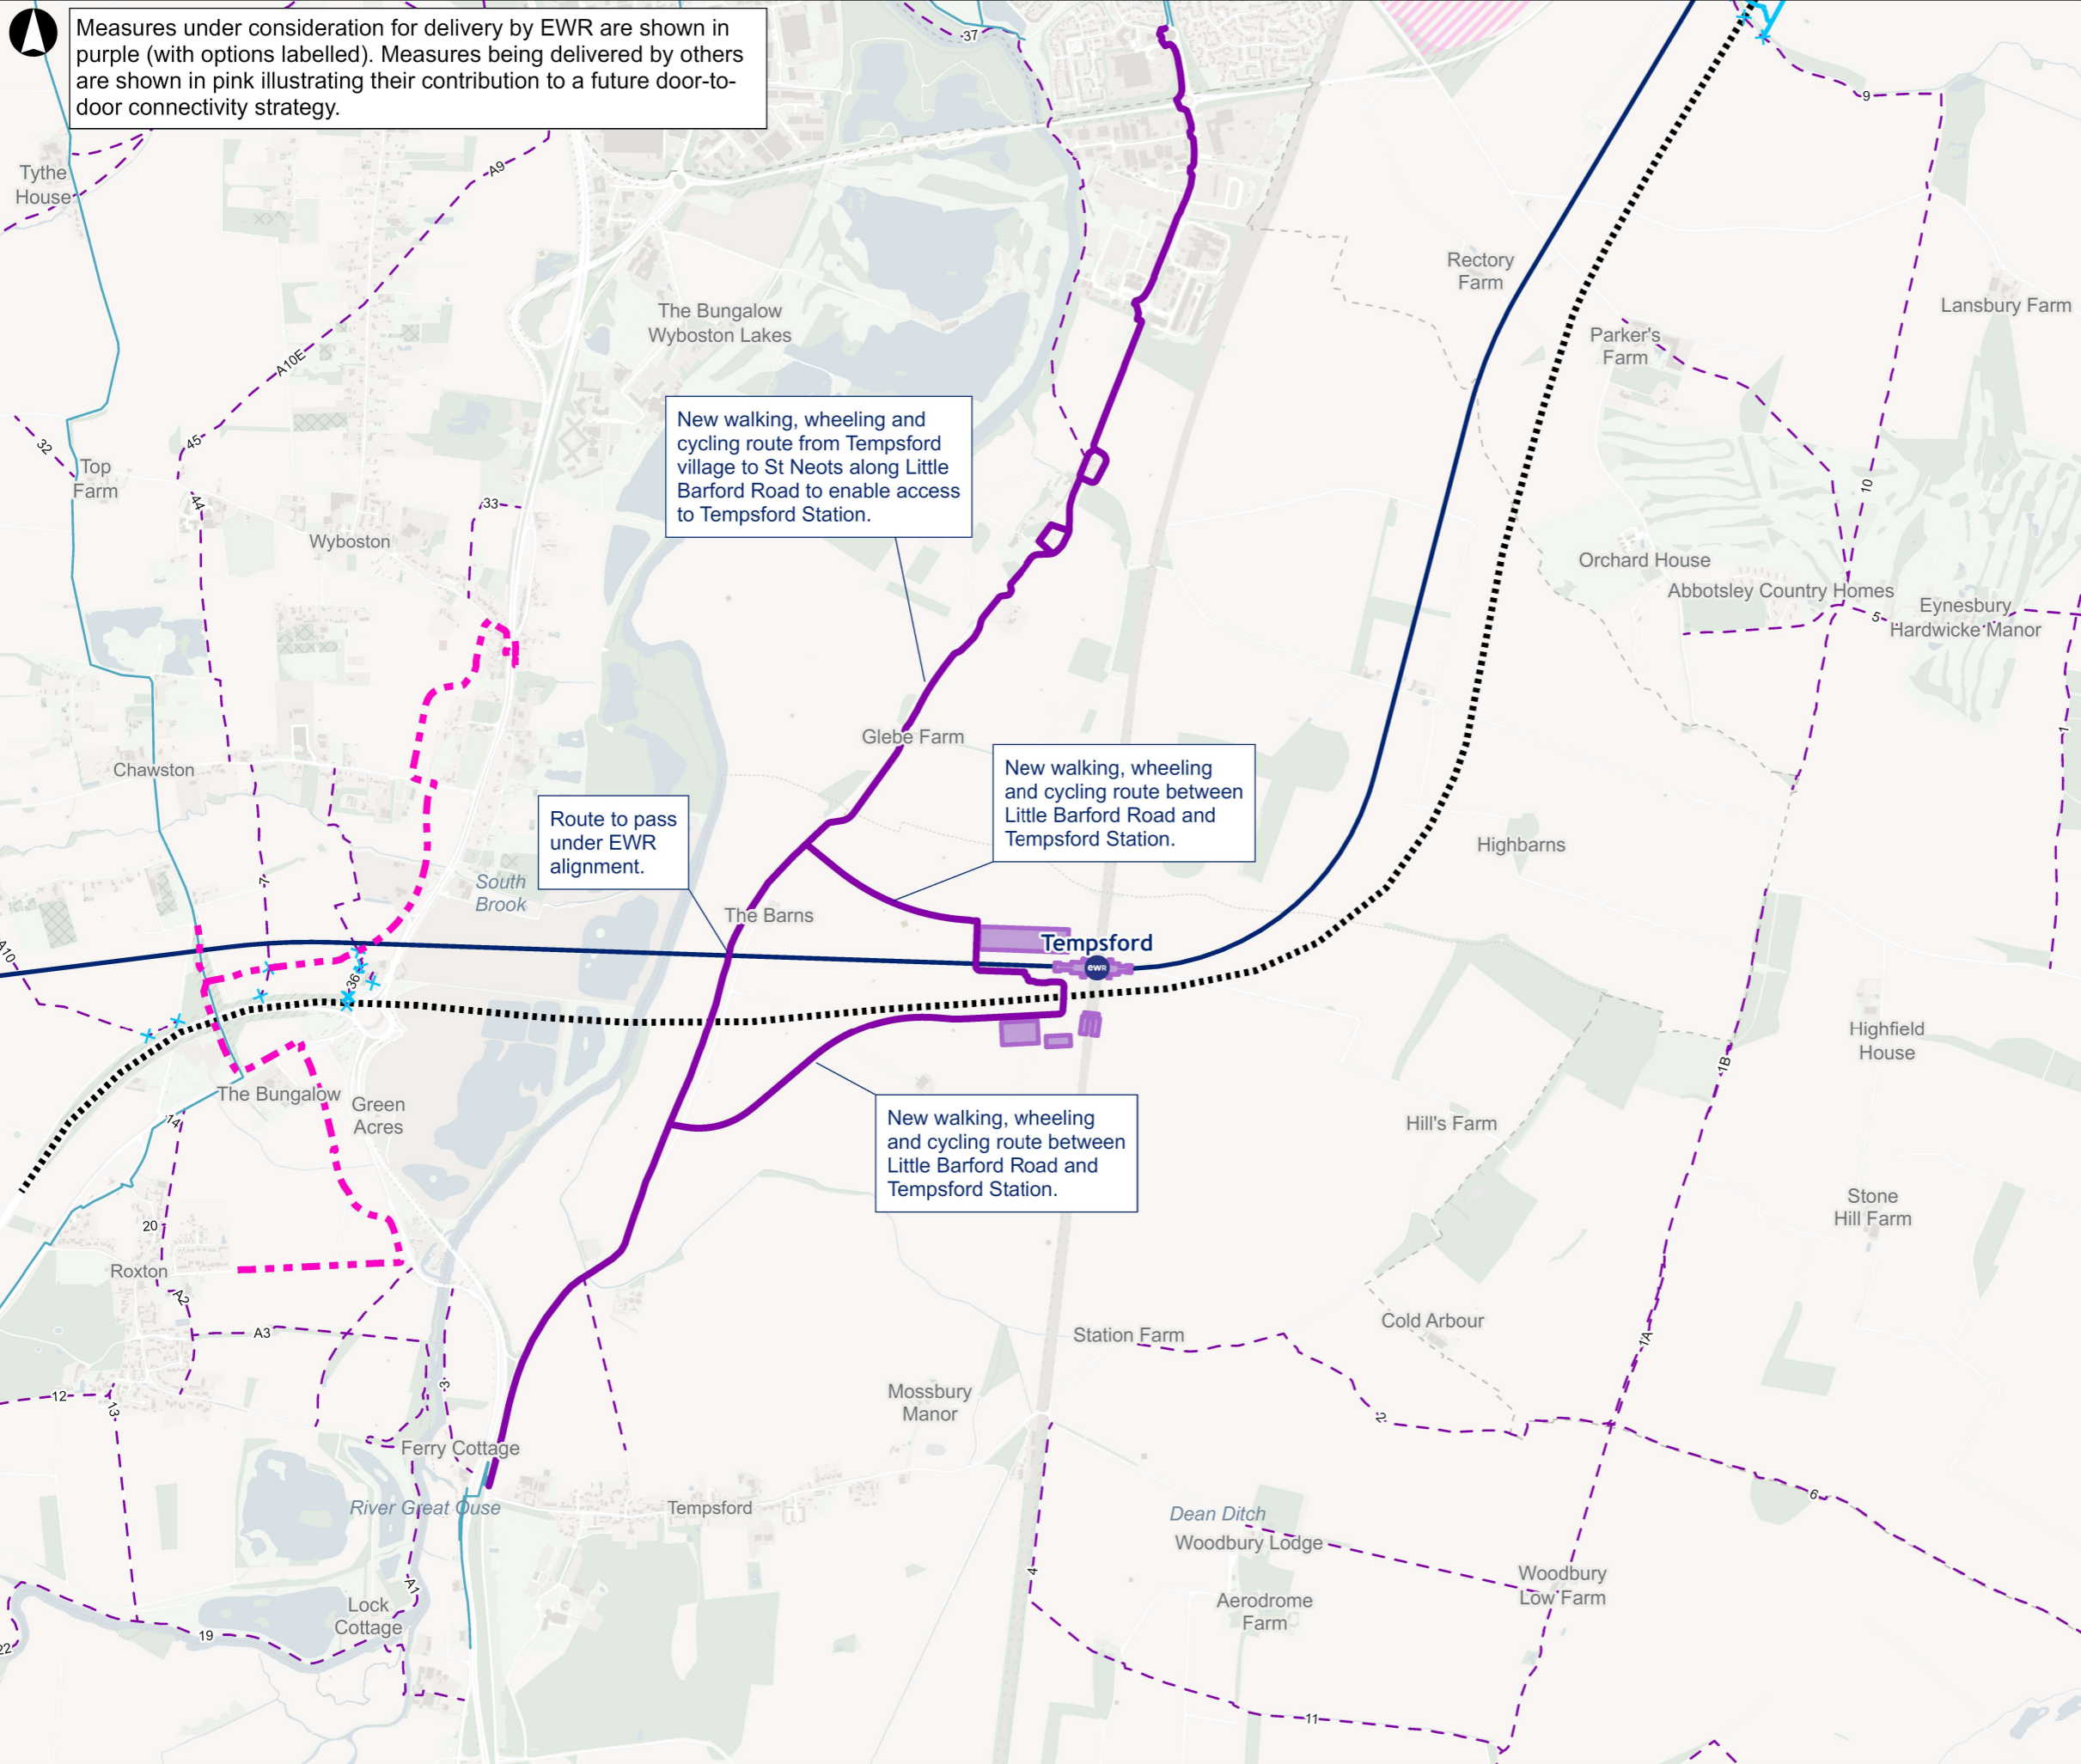 Measures under consideration for delivery by EWR are shown in
purple (with options labelled). Measures being delivered by others
are shown in pink illustrating their contribution to a future door-to-
door connectivity strategy.
37
9
A9
Tythe
House
Rectory
Farm
Lansbury Farm
The Bungalow
Wyboston Lakes
Parker's
Farm
A10E
New walking, wheeling and
cycling route from Tempsford
village to St Neots along Little
Barford Road to enable access
to Tempsford Station.
32
45
Top
Farm
44
33
10
Wyboston
Orchard House
Abbotsley Country Homes
5
Eynesbury
Hardwicke Manor
1
Glebe Farm
Chawston
New walking, wheeling
and cycling route between
Little Barford Road and
Tempsford Station.
Route to pass
under EWR
alignment.
Highbarns
7
South
Brook
The Barns
A10
Tempsford
EWR
36
Highfield
House
1B
The Bungalow
Green
Acres
14
New walking, wheeling
and cycling route between
Little Barford Road and
Tempsford Station.
Hill's Farm
Stone
Hill Farm
20
Roxton
A2
A3
Station Farm
Cold Arbour
1A
12
13
3
Mossbury
Manor
2
Ferry Cottage
River Great Ouse
Tempsford
6
Dean Ditch
Woodbury Lodge
4
Woodbury
Low Farm
A1
Lock
Cottage
Aerodrome
Farm
19
22
11